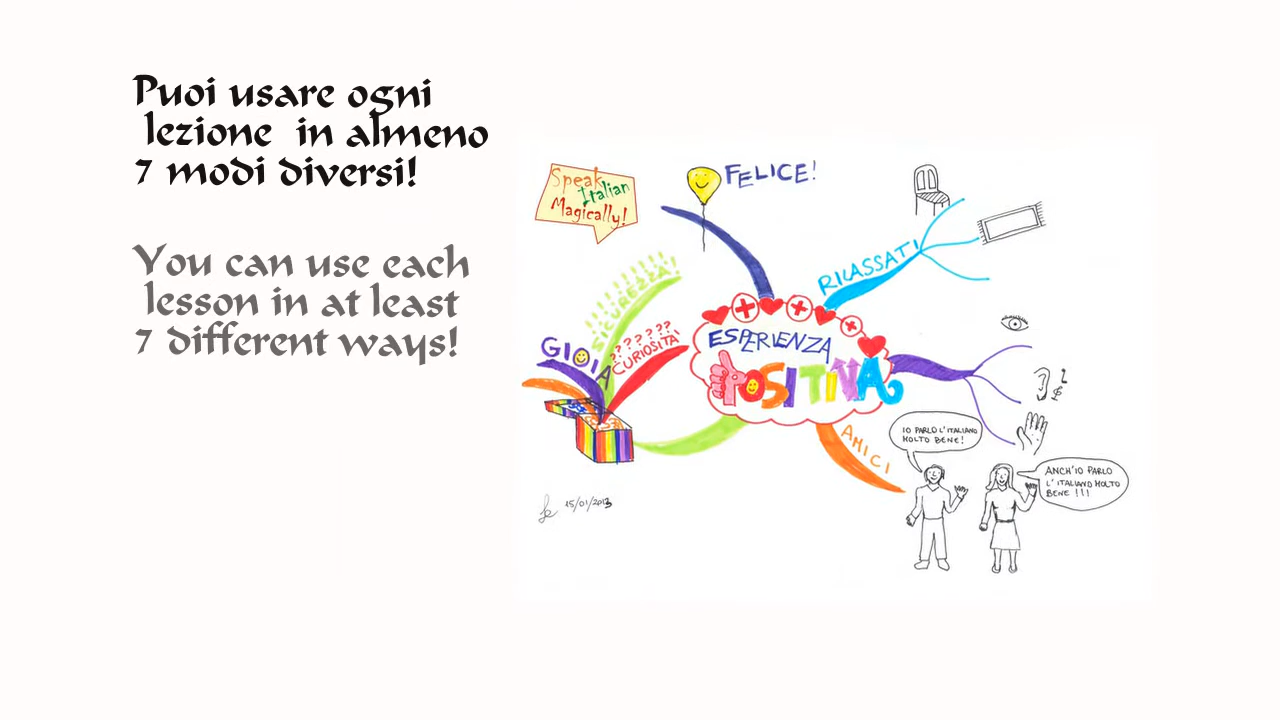 Puoi usare ogni
lezione in almeno
7 modi diversi!
You can use each
lesson in at least
7 different ways!
Speak
Italian
Magically!
FELICE!
RILASSATI
!!!!!!!!!
SICUREZZA!
???????
CURIOSITÀ
GIOIA
ESPERIENZA
POSITIVA
AMICI
IO PARLO L'ITALIANO
MOLTO BENE!
ANCH'IO PARLO
L'ITALIANO MOLTO
BENE !!!
15/01/2013